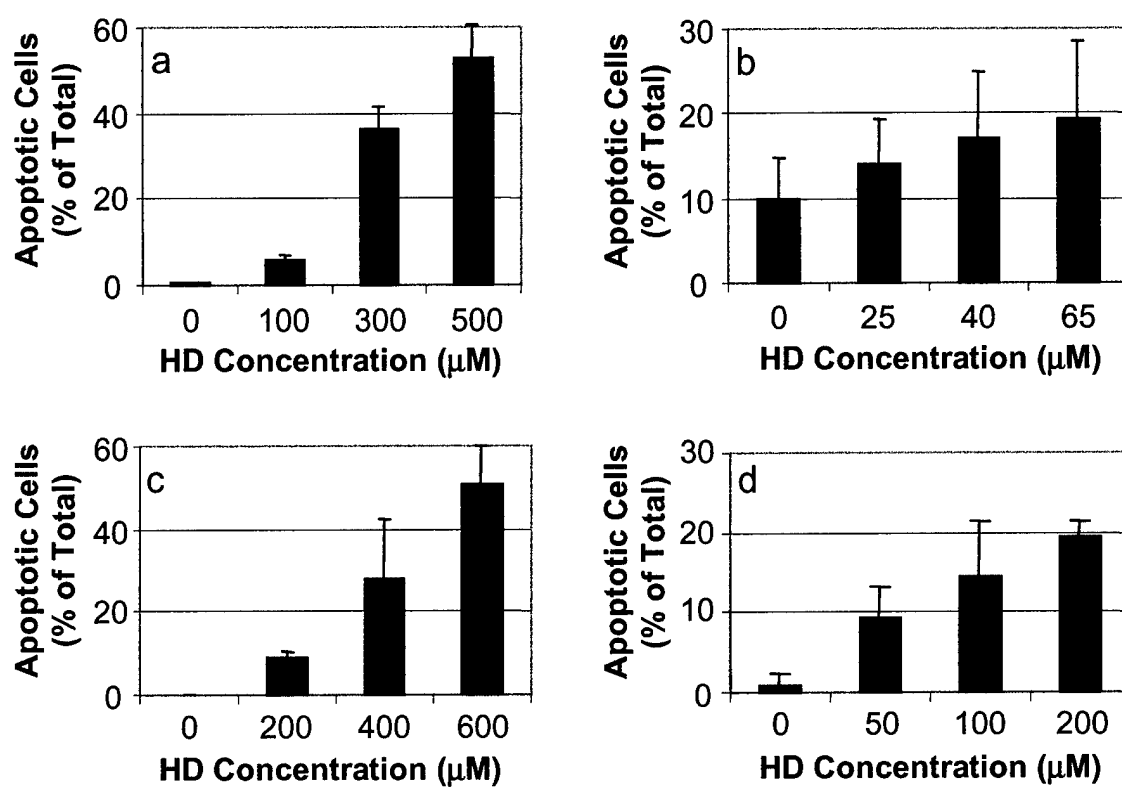 a
Apoptotic Cells
(% of Total)
60
40
20
0
0 100 300 500
HD Concentration (μM)
b
Apoptotic Cells
(% of Total)
30
20
10
0
0 25 40 65
HD Concentration (μM)
c
Apoptotic Cells
(% of Total)
60
40
20
0
0 200 400 600
HD Concentration (μM)
d
Apoptotic Cells
(% of Total)
30
20
10
0
0 50 100 200
HD Concentration (μM)